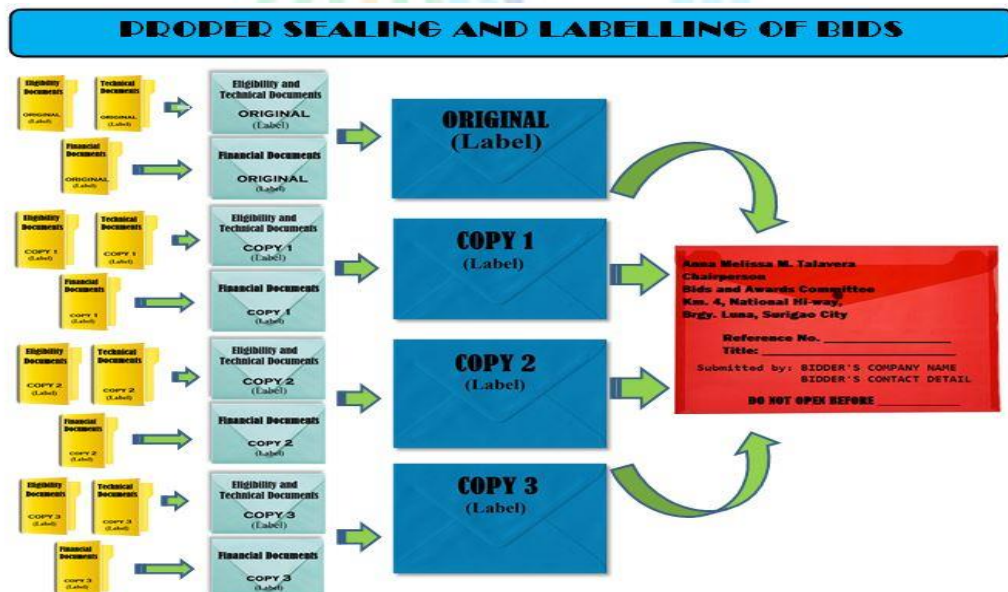 PROPER SEALING AND LABELLING OF BIDS
Eligibility
Documents
ORIGINAL
(Label)
Technical
Documents
ORIGINAL
(Label)
Eligibility and
Technical Documents
ORIGINAL
(Label)
Financial
Documents
ORIGINAL
(Label)
Financial Documents
ORIGINAL
(Label)
ORIGINAL
(Label)
Eligibility
Documents
COPY 1
(Label)
Technical
Documents
COPY 1
(Label)
Eligibility and
Technical Documents
COPY 1
(Label)
Financial
Documents
COPY 1
(Label)
Financial Documents
COPY 1
(Label)
COPY 1
(Label)
Eligibility
Documents
COPY 2
(Label)
Technical
Documents
COPY 2
(Label)
Eligibility and
Technical Documents
COPY 2
(Label)
Financial
Documents
COPY 2
(Label)
Financial Documents
COPY 2
(Label)
COPY 2
(Label)
Eligibility
Documents
COPY 3
(Label)
Technical
Documents
COPY 3
(Label)
Eligibility and
Technical Documents
COPY 3
(Label)
Financial
Documents
COPY 3
(Label)
Financial Documents
COPY 3
(Label)
COPY 3
(Label)
Anna Melissa M. Talavera
Chairperson
Bids and Awards Committee
Km. 4, National Hi-way,
Brgy. Luna, Surigao City
Reference No. ____________________
Title: ____________________
Submitted by: BIDDER'S COMPANY NAME
BIDDER'S CONTACT DETAIL
DO NOT OPEN BEFORE ____________